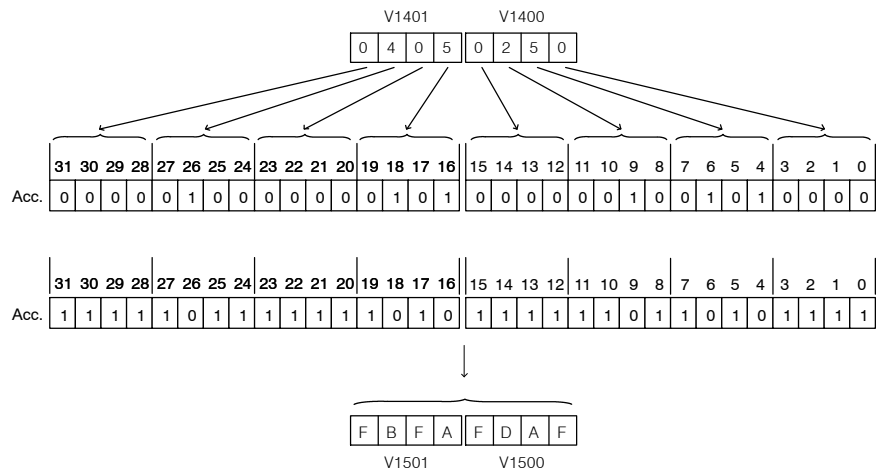 V1401 V1400
0 4 0 5 0 2 5 0
31 30 29 28 27 26 25 24 23 22 21 20 19 18 17 16 15 14 13 12 11 10 9 8 7 6 5 4 3 2 1 0
Acc. 0 0 0 0 0 1 0 0 0 0 0 0 0 1 0 1 0 0 0 0 0 0 1 0 0 1 0 1 0 0 0 0
31 30 29 28 27 26 25 24 23 22 21 20 19 18 17 16 15 14 13 12 11 10 9 8 7 6 5 4 3 2 1 0
Acc. 1 1 1 1 1 0 1 1 1 1 1 1 1 0 1 0 1 1 1 1 1 1 0 1 1 0 1 0 1 1 1 1
F B F A F D A F
V1501 V1500